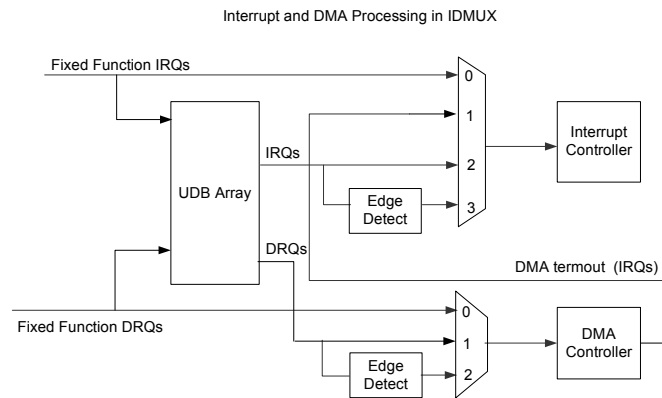 Interrupt and DMA Processing in IDMUX
Fixed Function IRQs
0
1
Interrupt
Controller
IRQs
2
UDB Array
Edge
Detect
3
DRQs
DMA termout (IRQs)
Fixed Function DRQs
0
1
DMA
Controller
Edge
Detect
2